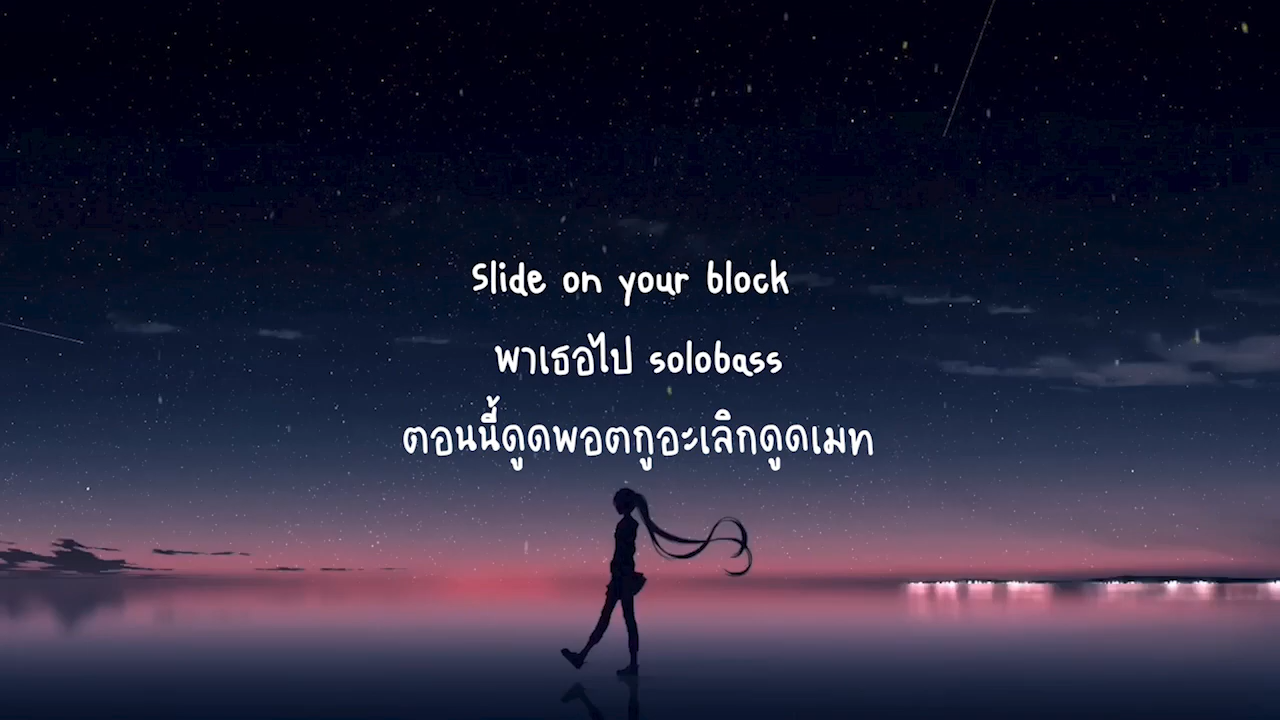 Slide on your block
พาเธอไป solobass
ตอนนี้ดูดพอตกูอะเลิกดูดเมท